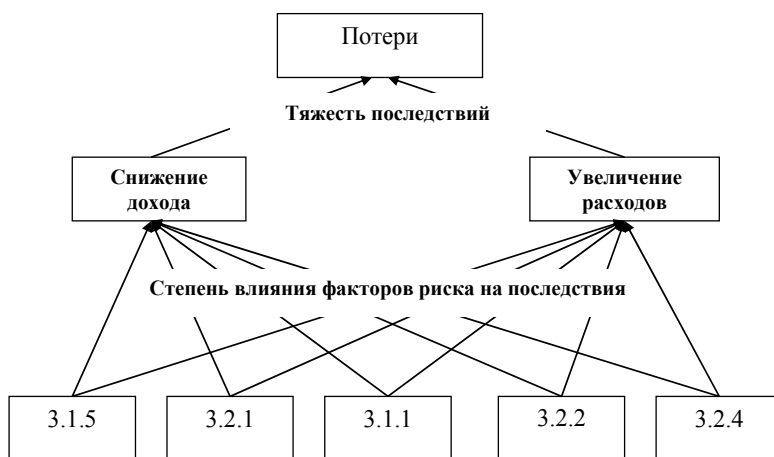 Потери
Тяжесть последствий
Снижение
дохода
Увеличение
расходов
Степень влияния факторов риска на последствия
3.1.5
3.2.1
3.1.1
3.2.2
3.2.4